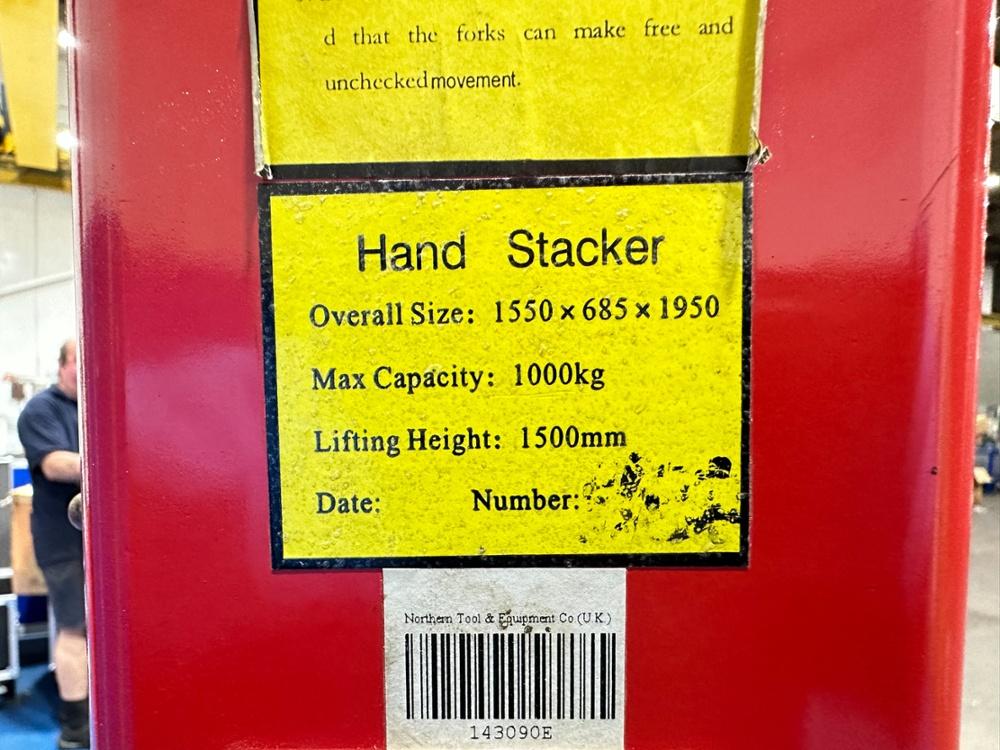 d that the forks can make free and
unchecked movement.
Hand Stacker
Overall Size: 1550 × 685 × 1950
Max Capacity: 1000kg
Lifting Height: 1500mm
Date: Number:
Northern Tool & Equipment Co.(U.K.)
143090E